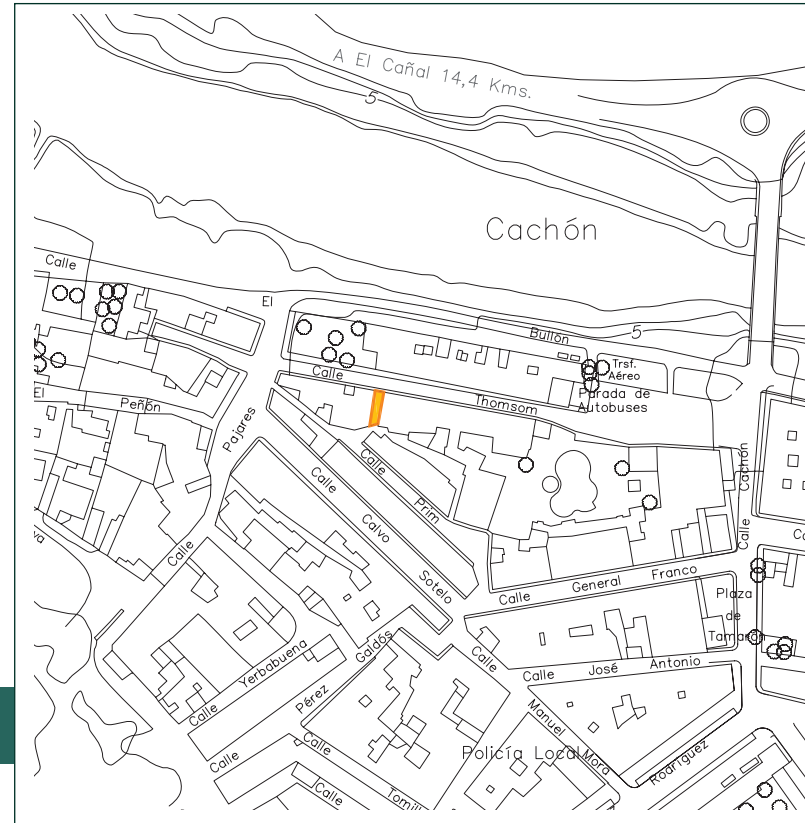 A El Cañal 14,4 Kms.
5
Cachón
Calle
El
Bullón
5
Trsf.
Aéreo
Parada de
Autobuses
Calle
Thomsom
El
Peñón
Pajares
Calle
Calle
Prim
Calle
Calvo
Sotelo
Calle Cachón
Calle General Franco
Plaza
de
Tamarón
Calle José Antonio
Calle
Manuel
Mora
Rodríguez
Policía Local
Calle Yerbabuena
Calle
Pérez
Galdós
Calle
Calle